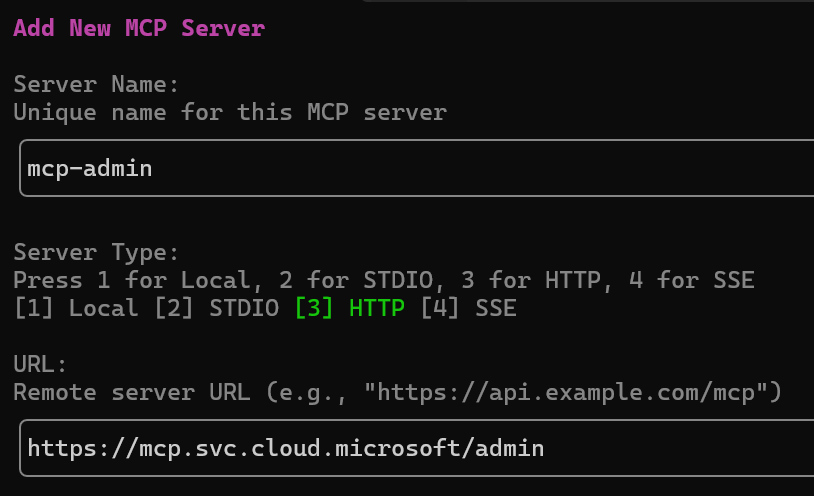 Add New MCP Server
Server Name:
Unique name for this MCP server
mcp-admin
Server Type:
Press 1 for Local, 2 for STDIO, 3 for HTTP, 4 for SSE
[1] Local [2] STDIO [3] HTTP [4] SSE
URL:
Remote server URL (e.g., "https://api.example.com/mcp")
https://mcp.svc.cloud.microsoft/admin